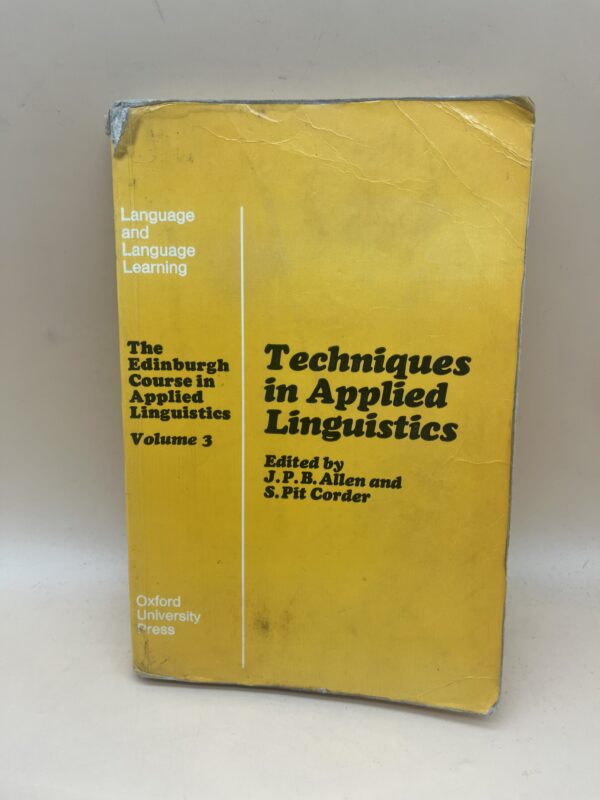 Language
and
Language
Learning
The
Edinburgh
Course in
Applied
Linguistics
Volume 3
Techniques
in Applied
Linguistics
Edited by
J.P.B. Allen and
S. Pit Corder
Oxford
University
Press